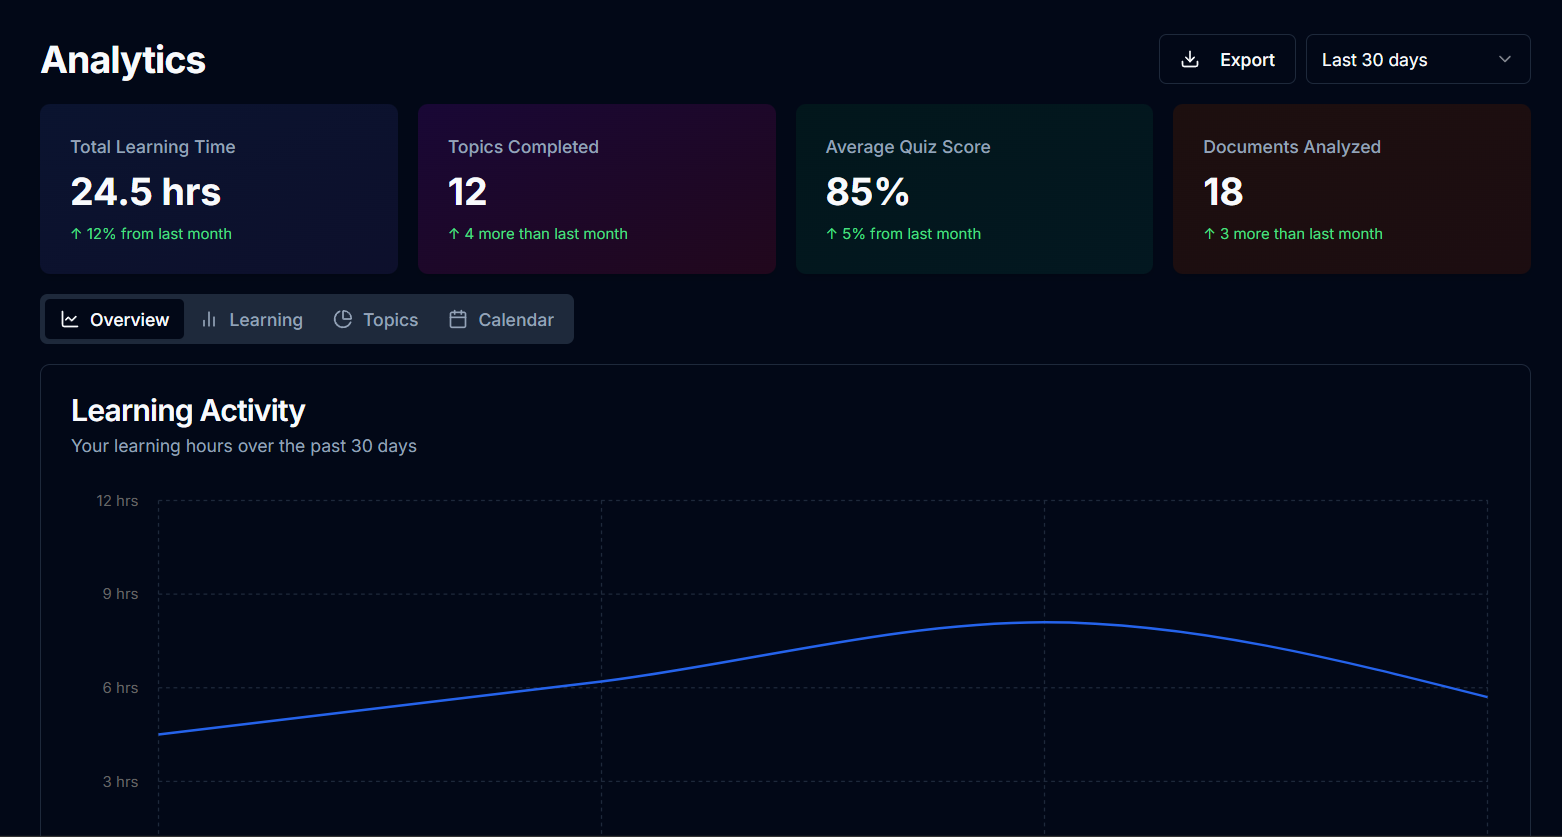 Analytics
Export
Last 30 days
Total Learning Time
24.5 hrs
↑ 12% from last month
Topics Completed
12
↑ 4 more than last month
Average Quiz Score
85%
↑ 5% from last month
Documents Analyzed
18
↑ 3 more than last month
Overview
Learning
Topics
Calendar
Learning Activity
Your learning hours over the past 30 days
12 hrs
9 hrs
6 hrs
3 hrs